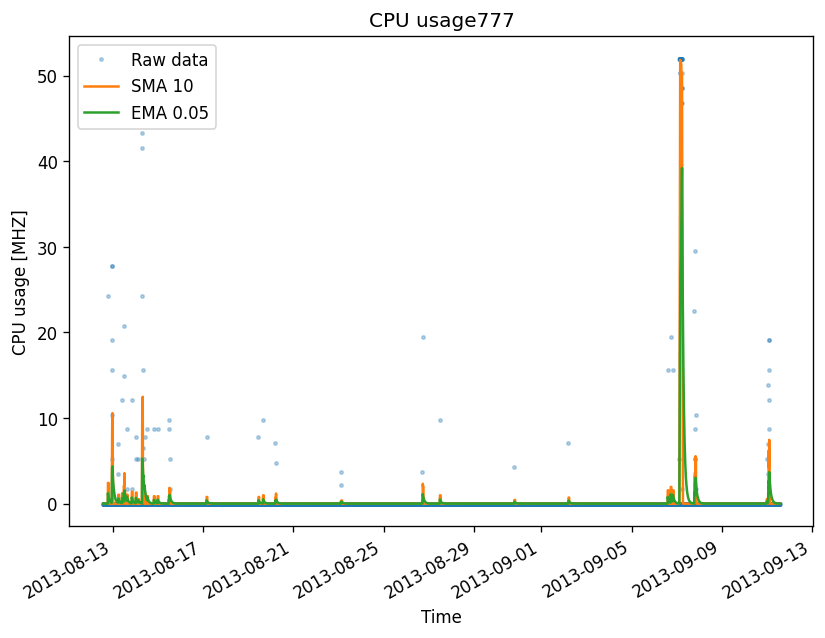 CPU usage777
Raw data
SMA 10
EMA 0.05
CPU usage [MHZ]
50
40
30
20
10
0
2013-08-13
2013-08-17
2013-08-21
2013-08-25
2013-08-29
2013-09-01
2013-09-05
2013-09-09
2013-09-13
Time